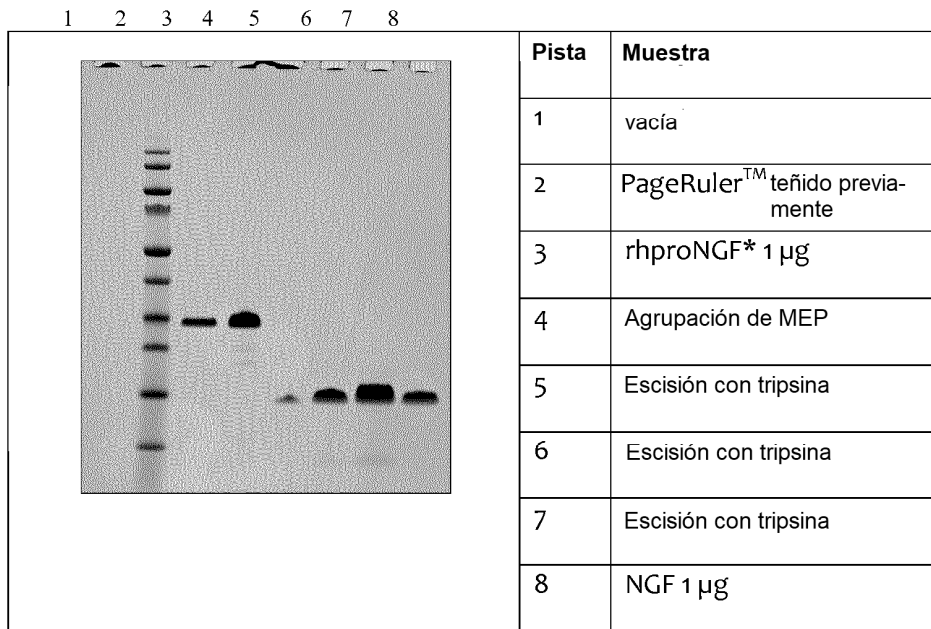 1 2 3 4 5 6 7 8
Pista Muestra
1 vacía
2 PageRuler™ teñido previa-
mente
3 rhproNGF* 1 µg
4 Agrupación de MEP
5 Escisión con tripsina
6 Escisión con tripsina
7 Escisión con tripsina
8 NGF 1 µg